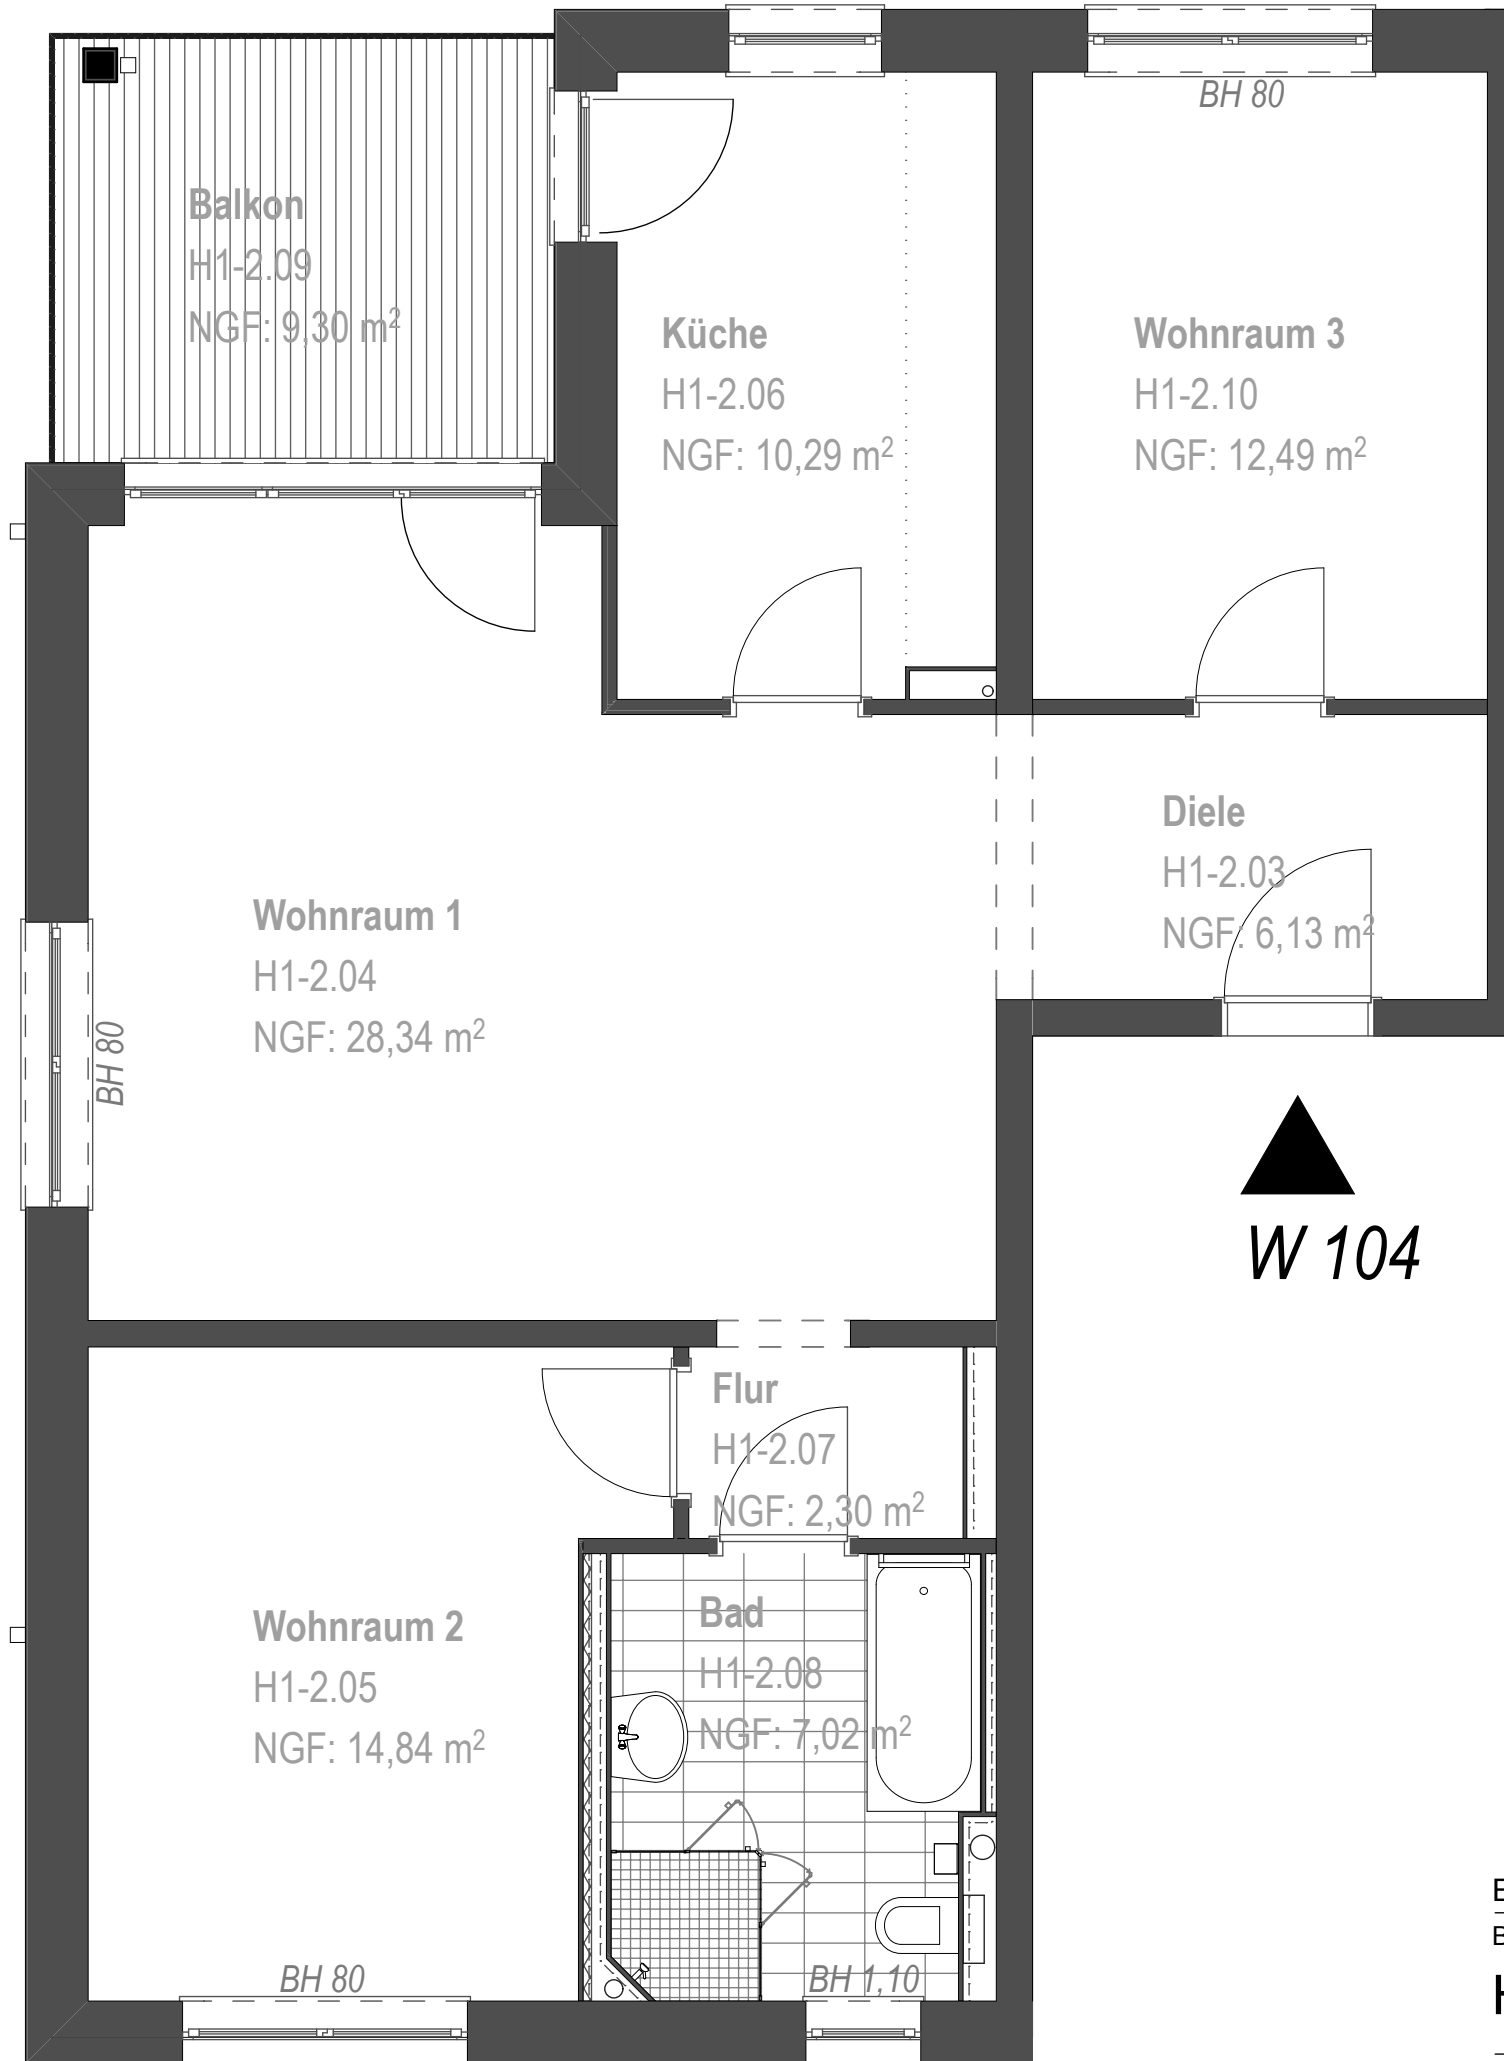 BH 80
Balkon
H1-2.09
NGF: 9,30 m²
Küche
H1-2.06
NGF: 10,29 m²
Wohnraum 3
H1-2.10
NGF: 12,49 m²
Diele
H1-2.03
NGF: 6,13 m²
Wohnraum 1
H1-2.04
NGF: 28,34 m²
BH 80
W 104
Flur
H1-2.07
NGF: 2,30 m²
Wohnraum 2
H1-2.05
NGF: 14,84 m²
Bad
H1-2.08
NGF: 7,02 m²
BH 80
BH 1,10